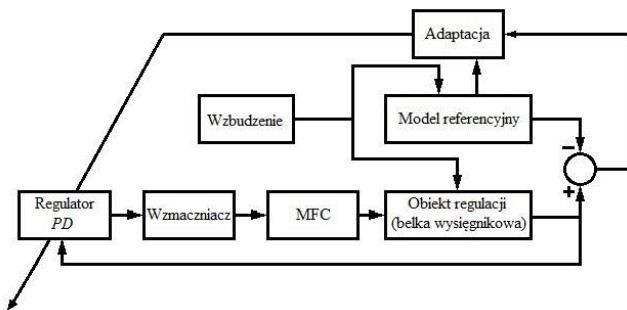 Adaptacja
Wzbudzenie
Model referencyjny
−
+
Regulator
PD
Wzmacniacz
MFC
Obiekt regulacji
(belka wysięgnikowa)